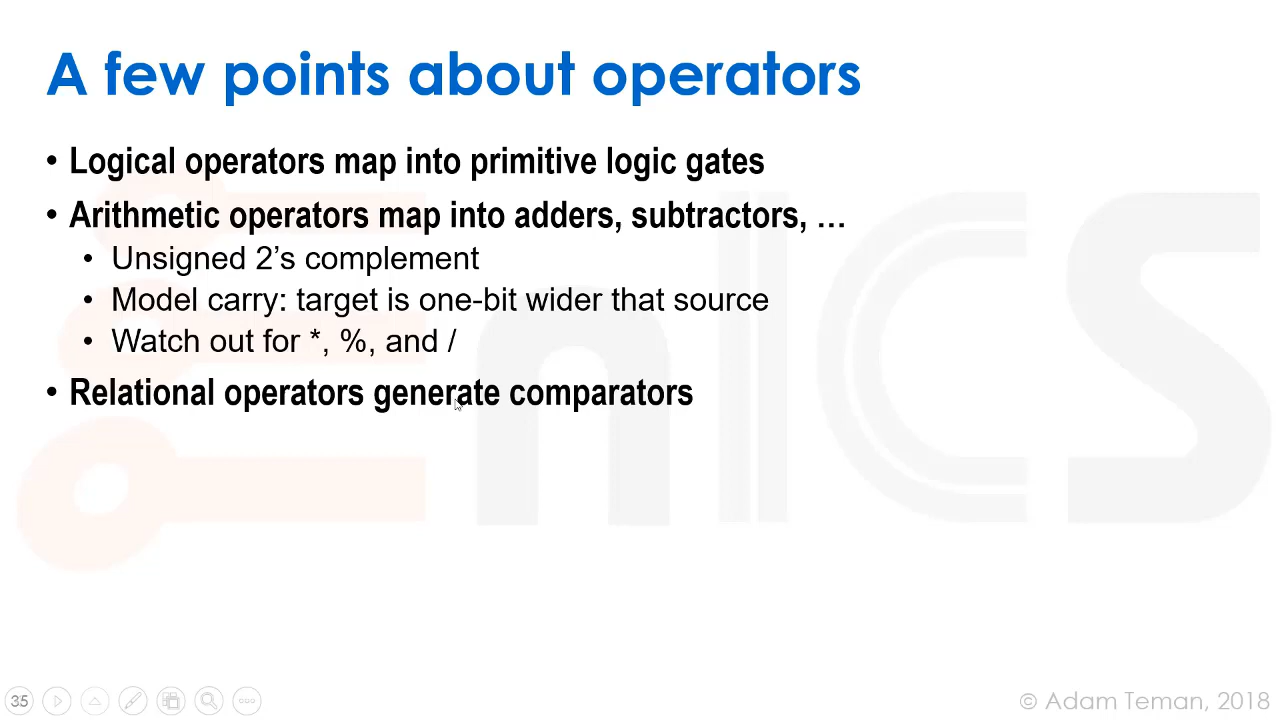 A few points about operators
• Logical operators map into primitive logic gates
• Arithmetic operators map into adders, subtractors, …
• Unsigned 2’s complement
• Model carry: target is one-bit wider that source
• Watch out for *, %, and /
• Relational operators generate comparators
nICS
35
© Adam Teman, 2018